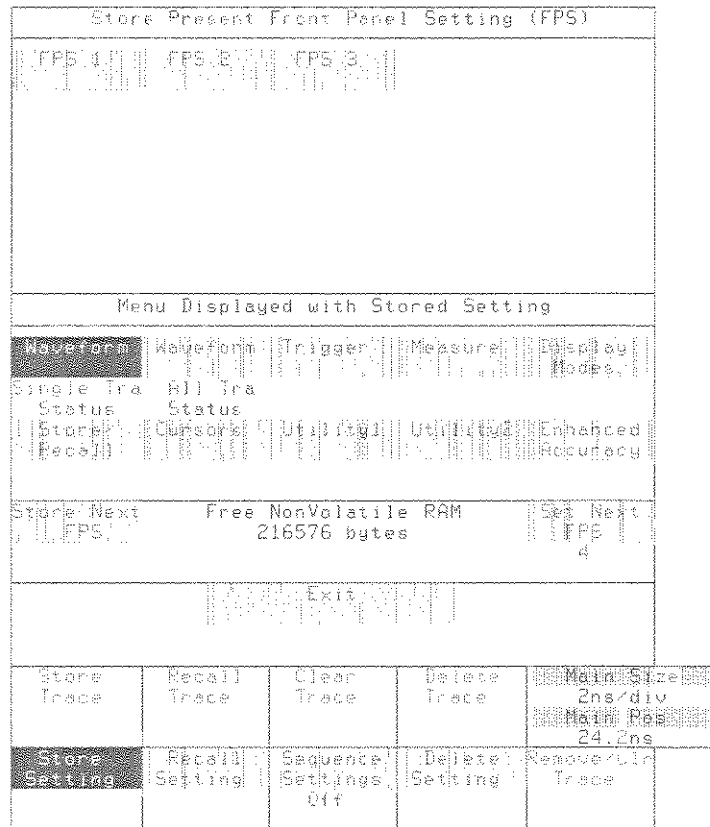 Store Present Front Panel Setting (FPS)
FPS 1 FPS 2 FPS 3
Menu Displayed with Stored Setting
Waveform Waveform Trigger Measure Display
Modes
Single Tra All Tra
Status Status
Store Cursors Utility1 Utility2 Enhanced
Recall Accuracy
Store Next Free NonVolatile RAM Set Next
FPS 216576 bytes FPS
4
Exit
Store Recall Clear Delete Main Size
Trace Trace Trace Trace 2ns/div
Main Pos
24.2ns
Store Recall Sequence Delete Remove/Clr
Setting Setting Settings Setting Trace
Off